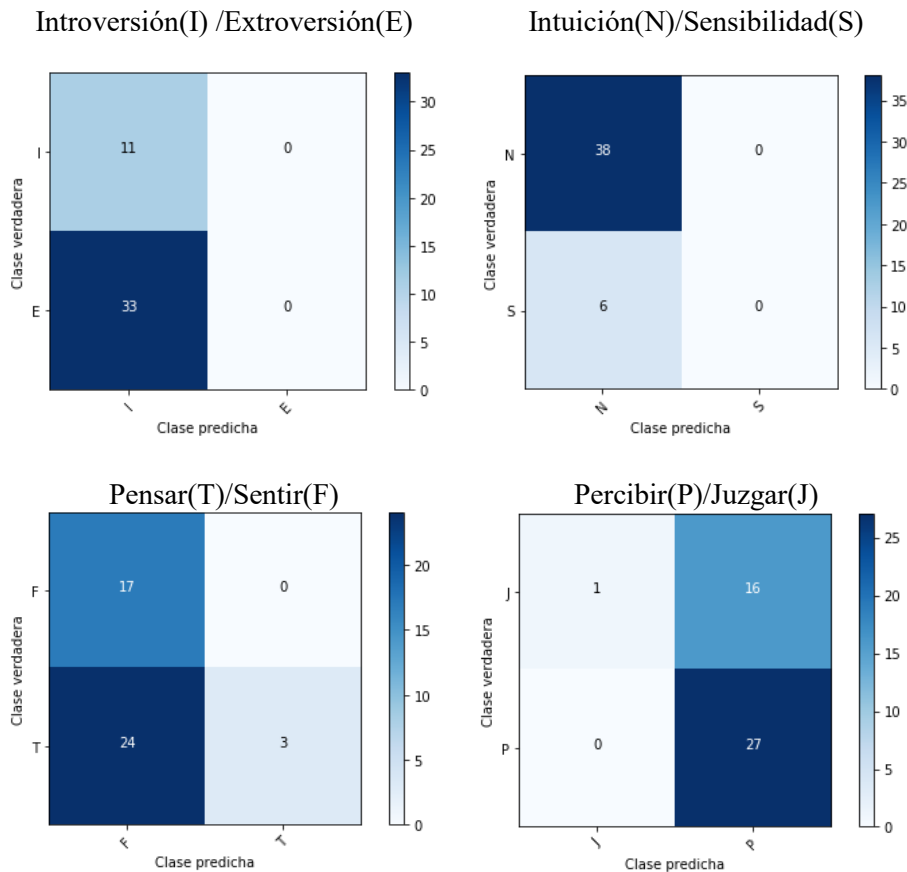 Introversión(I) /Extroversión(E)
I
E
Clase verdadera
11
0
33
0
I
E
Clase predicha
30
25
20
15
10
5
0
Intuición(N)/Sensibilidad(S)
N
S
Clase verdadera
38
0
6
0
N
S
Clase predicha
35
30
25
20
15
10
5
0
Pensar(T)/Sentir(F)
F
T
Clase verdadera
17
0
24
3
F
T
Clase predicha
20
15
10
5
0
Percibir(P)/Juzgar(J)
J
P
Clase verdadera
1
16
0
27
J
P
Clase predicha
25
20
15
10
5
0